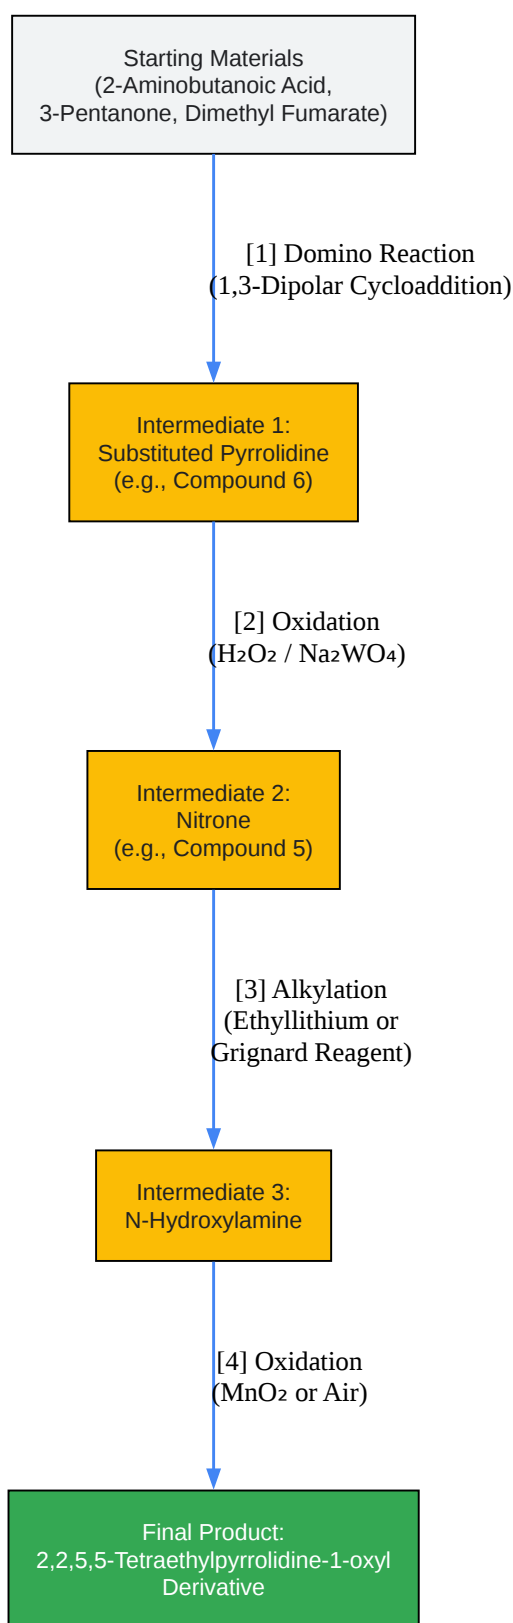 Starting Materials
(2-Aminobutanoic Acid,
3-Pentanone, Dimethyl Fumarate)
[1] Domino Reaction
(1,3-Dipolar Cycloaddition)
Intermediate 1:
Substituted Pyrrolidine
(e.g., Compound 6)
[2] Oxidation
(H₂O₂ / Na₂WO₄)
Intermediate 2:
Nitrone
(e.g., Compound 5)
[3] Alkylation
(Ethyllithium or
Grignard Reagent)
Intermediate 3:
N-Hydroxylamine
[4] Oxidation
(MnO₂ or Air)
Final Product:
2,2,5,5-Tetraethylpyrrolidine-1-oxyl
Derivative